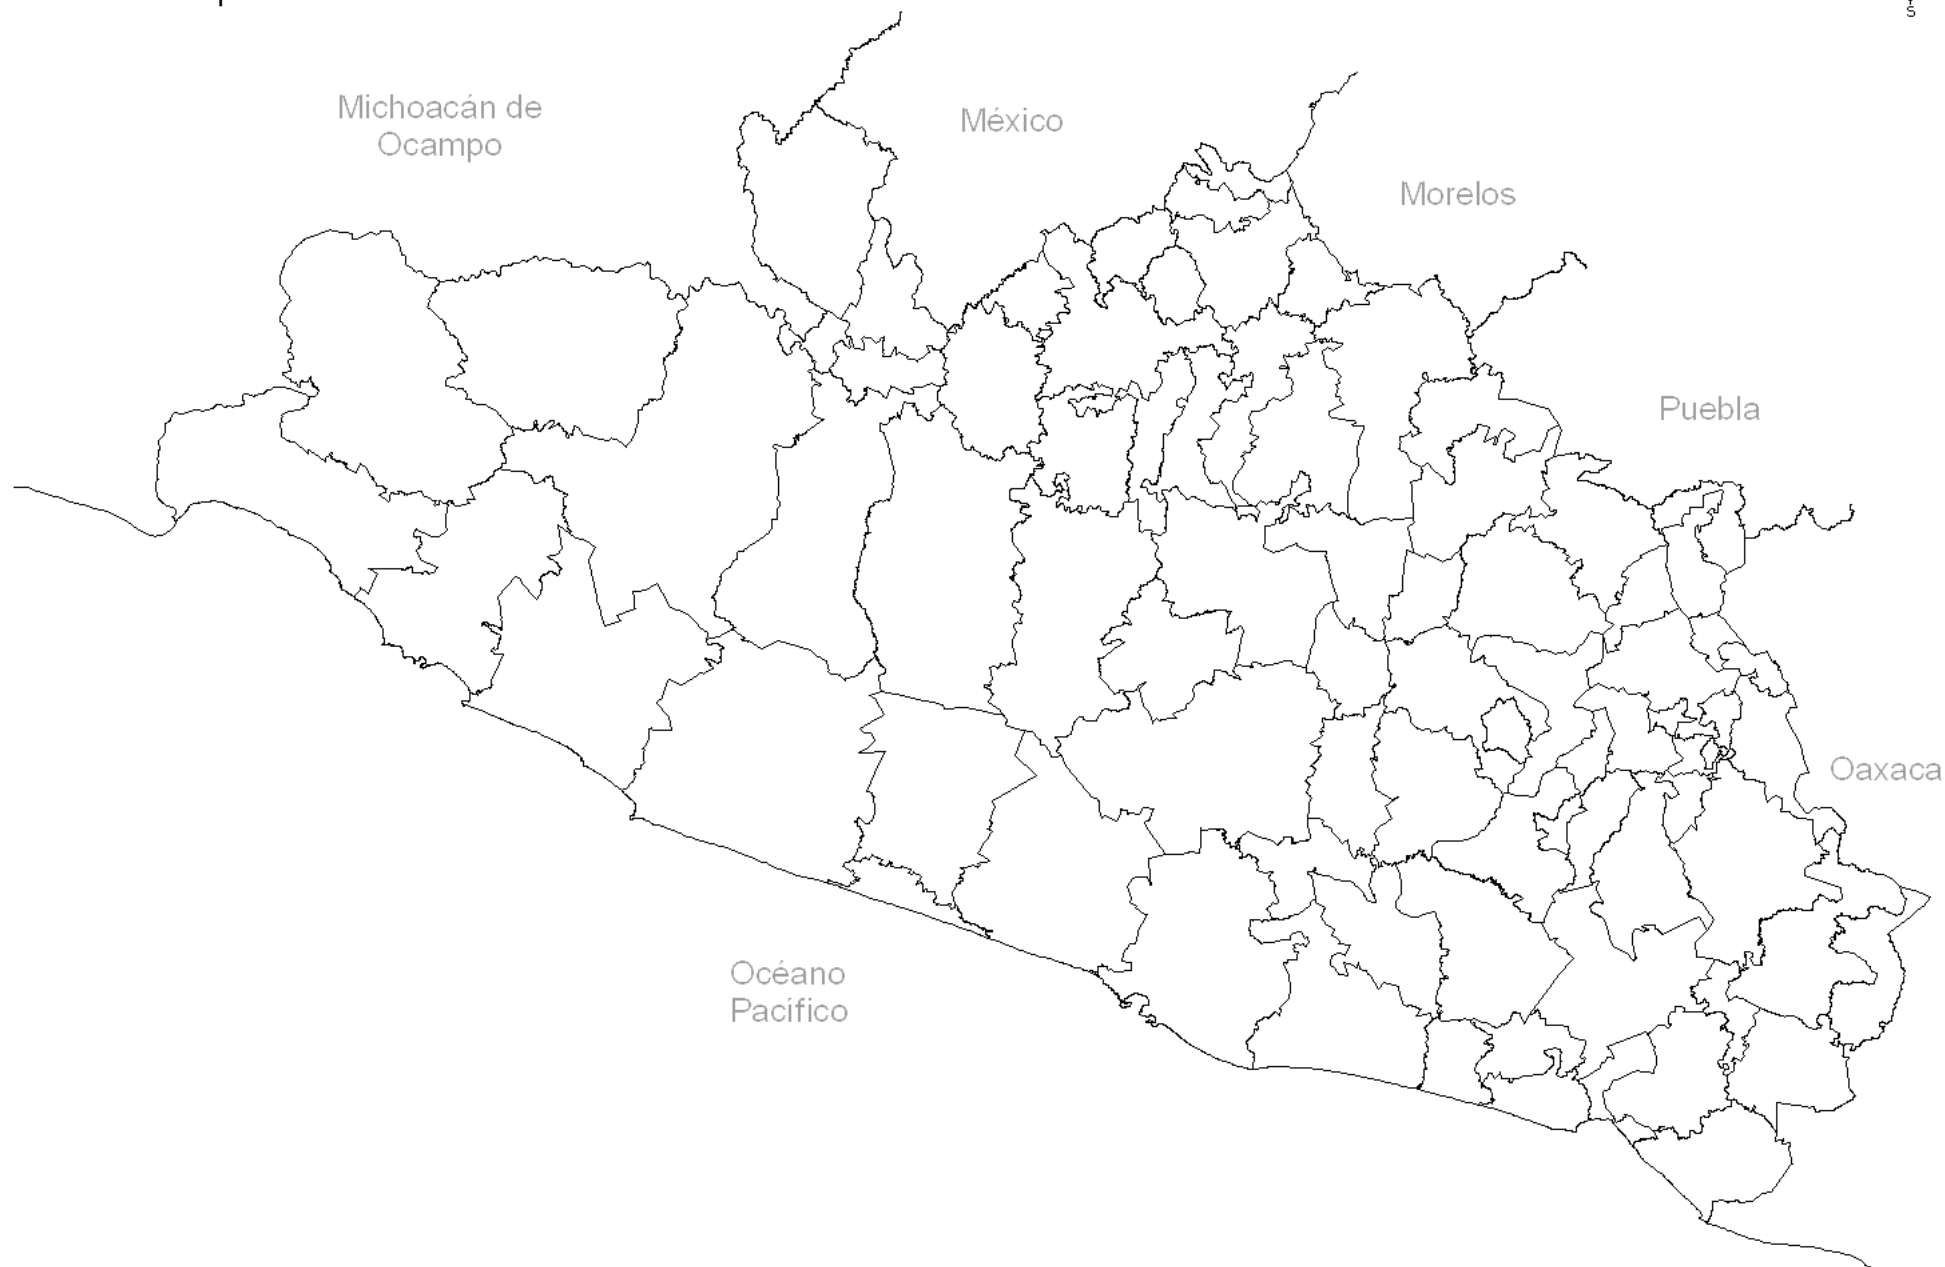 Michoacán de
Ocampo
México
Morelos
Puebla
Oaxaca
Océano
Pacífico